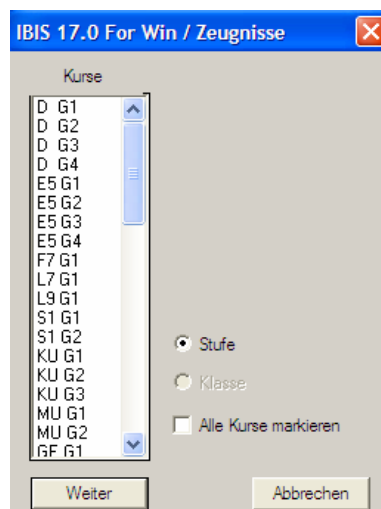 IBIS 17.0 For Win / Zeugnisse
Kurse
D G1
D G2
D G3
D G4
E5 G1
E5 G2
E5 G3
E5 G4
F7 G1
L7 G1
L9 G1
S1 G1
S1 G2
KU G1
KU G2
KU G3
MU G1
MU G2
GE G1
Stufe
Klasse
Alle Kurse markieren
Weiter
Abbrechen